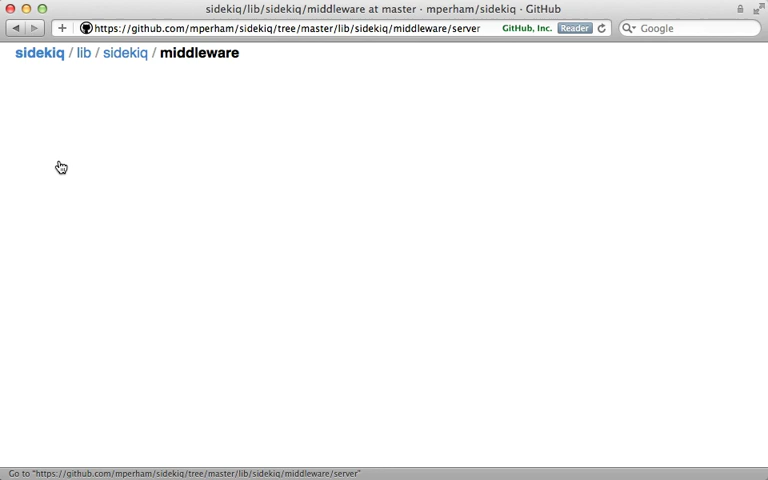 sidekiq/lib/sidekiq/middleware at master · mperham/sidekiq · GitHub
https://github.com/mperham/sidekiq/tree/master/lib/sidekiq/middleware/server GitHub, Inc. Reader Google
sidekiq / lib / sidekiq / middleware
Go to "https://github.com/mperham/sidekiq/tree/master/lib/sidekiq/middleware/server"